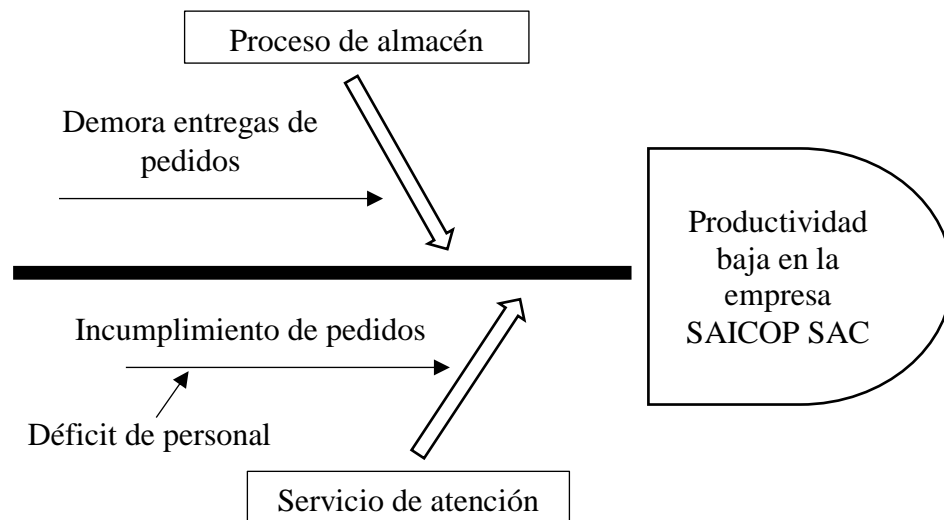 Proceso de almacén
Demora entregas de
pedidos
Productividad
baja en la
empresa
SAICOP SAC
Incumplimiento de pedidos
Déficit de personal
Servicio de atención